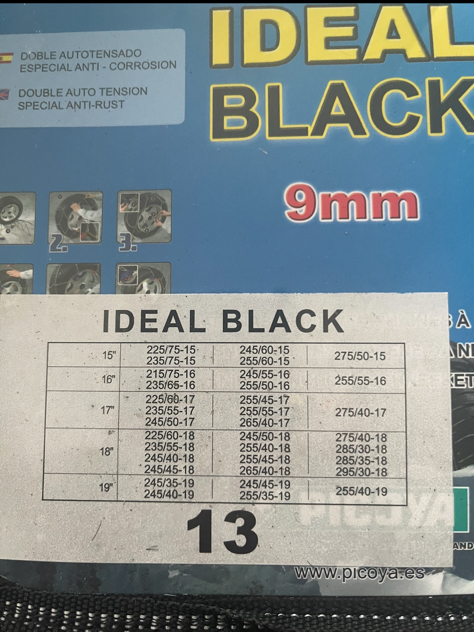 DOBLE AUTOTENSADO
ESPECIAL ANTI - CORROSION
DOUBLE AUTO TENSION
SPECIAL ANTI-RUST
IDEAL
BLACK
9mm
2.
3.
IDEAL BLACK
15" 225/75-15 245/60-15 275/50-15
235/75-15 255/60-15
16" 215/75-16 245/55-16 255/55-16
235/65-16 255/50-16
17" 225/60-17 255/45-17 275/40-17
235/55-17 255/55-17
245/50-17 265/40-17
18" 225/60-18 245/50-18 275/40-18
235/55-18 255/40-18 285/30-18
245/40-18 255/45-18 285/35-18
245/45-18 265/40-18 295/30-18
19" 245/35-19 245/45-19 255/40-19
245/40-19 255/35-19
13
PICOYA
www.picoya.es